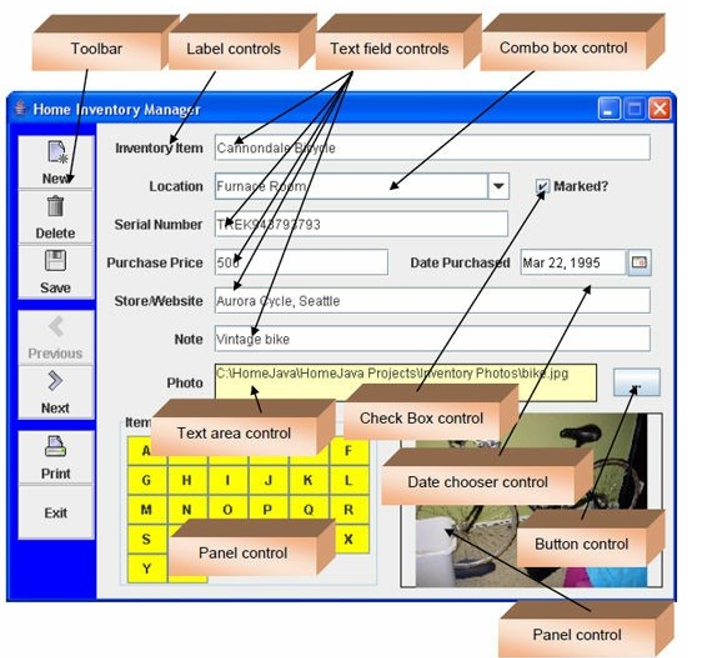 Toolbar
Label controls
Text field controls
Combo box control
Home Inventory Manager
New
Delete
Save
Previous
Next
Print
Exit
Inventory Item
Cannondale Bicycle
Location
Furnace Room
Marked?
Serial Number
TREK943793793
Purchase Price
500
Date Purchased
Mar 22, 1995
Store/Website
Aurora Cycle, Seattle
Note
Vintage bike
Photo
C:\HomeJava\HomeJava Projects\Inventory Photos\bike.jpg
...
Item
Text area control
Check Box control
Date chooser control
Button control
Panel control
Panel control
A F
G H I J K L
M N O P Q R
S X
Y